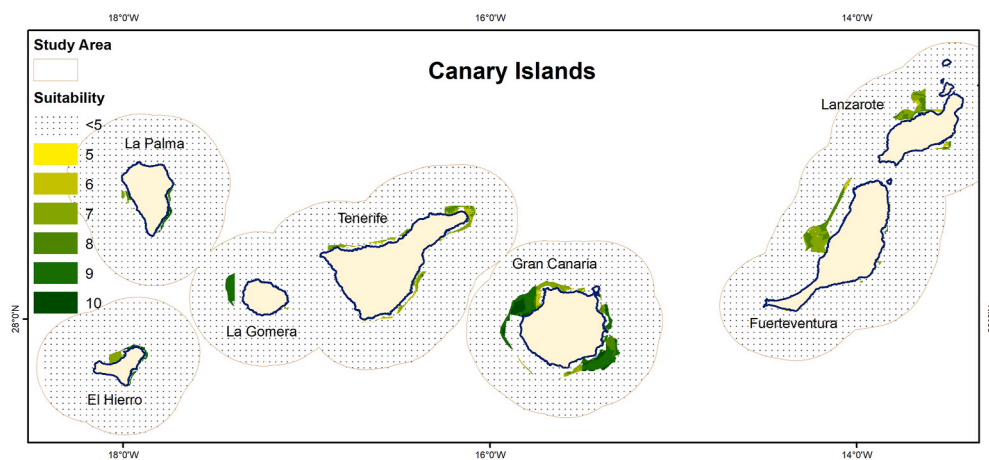 18°0'W 16°0'W 14°0'W
Study Area
Canary Islands
Suitability
<5
5
6
7
8
9
10
La Palma
Lanzarote
Tenerife
Gran Canaria
La Gomera
Fuerteventura
El Hierro
28°0'N
18°0'W 16°0'W 14°0'W